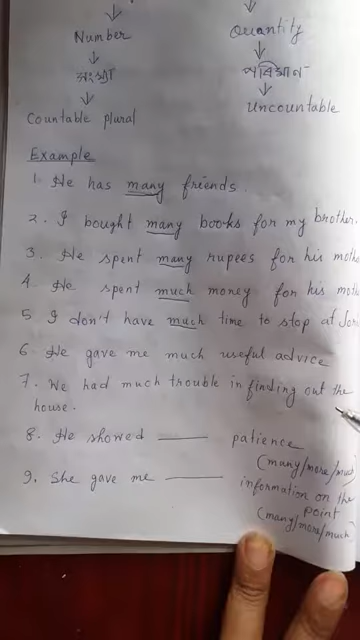 Number Quantity
সংখ্যা পরিমান
Countable plural Uncountable
Example
1. He has many friends.
2. I bought many books for my brother.
3. He spent many rupees for his
4. He spent much money for his
5. I don't have much time to stop at
6. He gave me much useful advice
7. We had much trouble in finding out the
house.
8. He showed ____ patience
(many/more/much)
9. She gave me ____ information on the
point
(many/more/much)